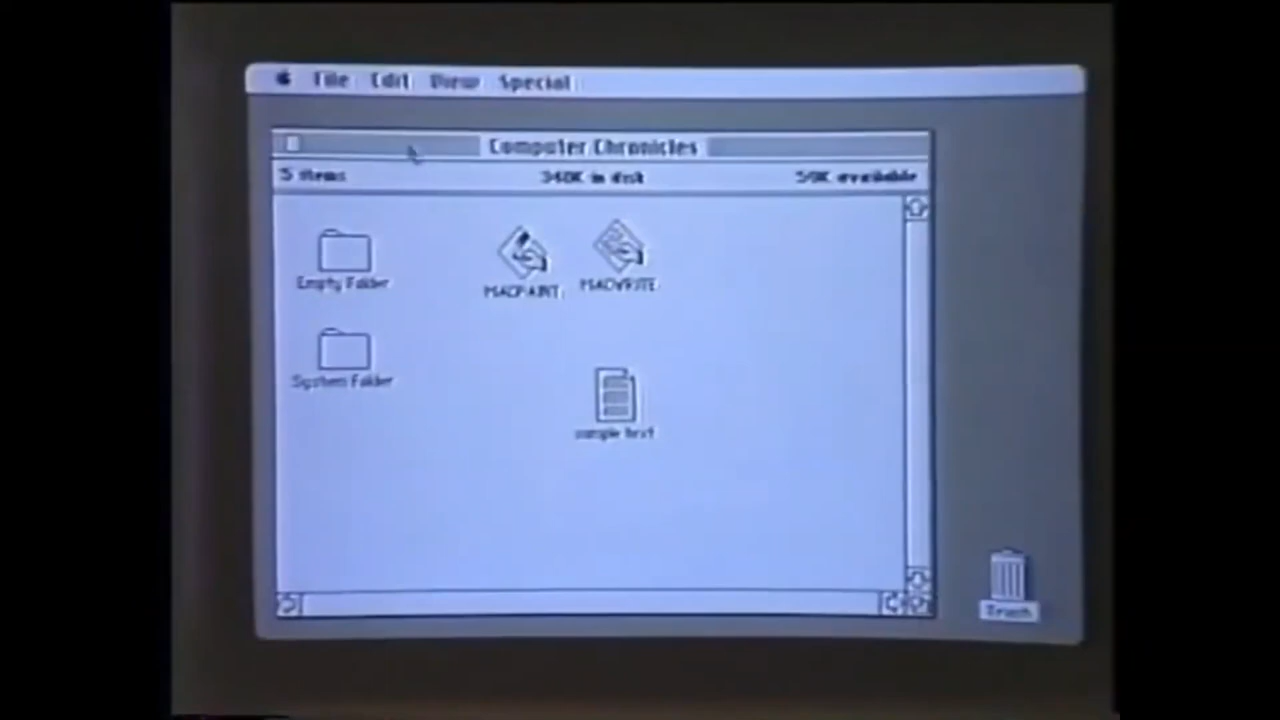 File Edit View Special
Computer Chronicles
5 items 340K in disk 59K available
Empty Folder
MACPAINT
MACWRITE
System Folder
sample text
Trash